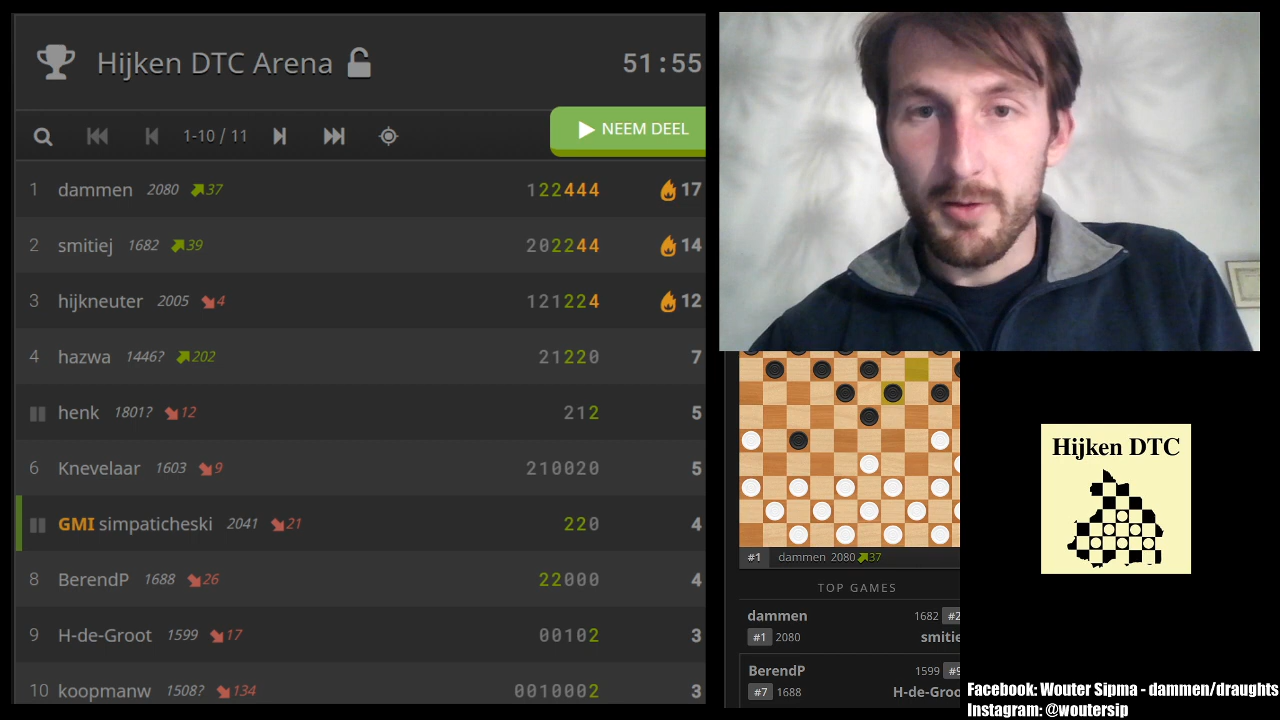 Hijken DTC Arena
51:55
1-10 / 11
NEEM DEEL
1 dammen 2080 37 122444 17
2 smitiej 1682 39 202244 14
3 hijkneuter 2005 4 121224 12
4 hazwa 1446? 202 21220 7
henk 1801? 12 212 5
6 Knevelaar 1603 9 210020 5
GMI simpaticheski 2041 21 220 4
8 BerendP 1688 26 22000 4
9 H-de-Groot 1599 17 00102 3
10 koopmanw 1508? 134 0010002 3
#1 dammen 2080 37
TOP GAMES
dammen 1682 #2
#1 2080 smitie
BerendP 1599
#7 1688 H-de-Groo
Hijken DTC
Facebook: Wouter Sipma - dammen/draughts
Instagram: @woutersip